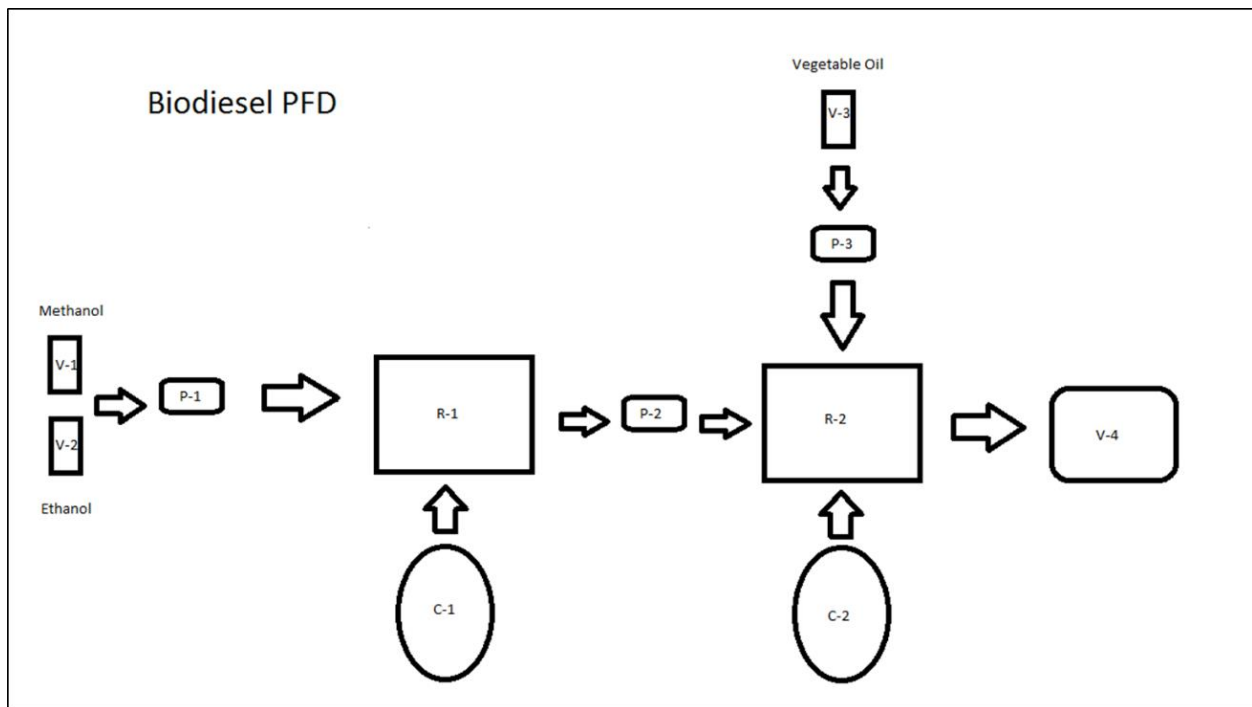 Vegetable Oil
Biodiesel PFD
V-3
P-3
Methanol
V-1
P-1
R-1
P-2
R-2
V-4
V-2
Ethanol
C-1
C-2